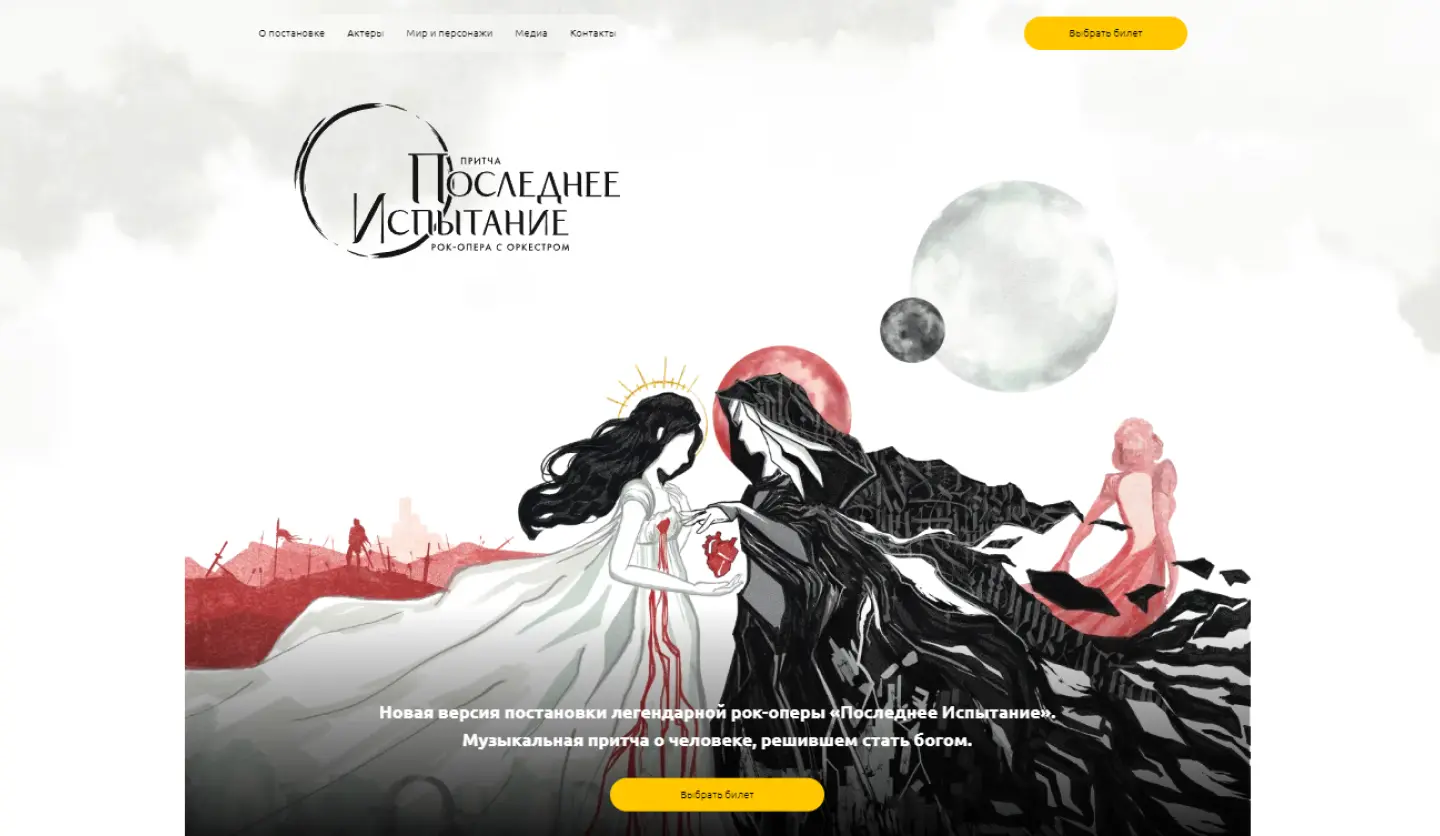 О постановке Актеры Мир и персонажи Медиа Контакты
Выбрать билет
ПРИТЧА
ПОСЛЕДНЕЕ
ИСПЫТАНИЕ
РОК-ОПЕРА С ОРКЕСТРОМ
Новая версия постановки легендарной рок-оперы «Последнее Испытание».
Музыкальная притча о человеке, решившем стать богом.
Выбрать билет